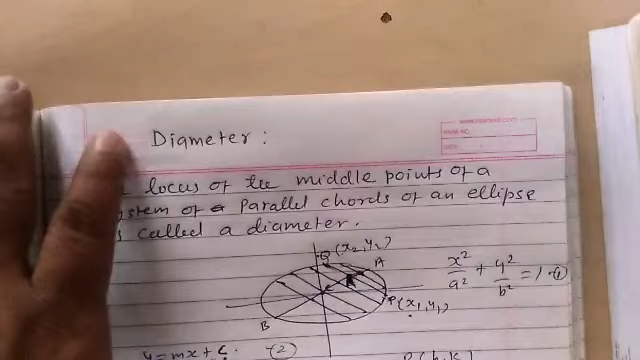 Diameter:
locus of the middle points of a
system of a parallel chords of an ellipse
is called a diameter.
Q(x2, y2)
A
x²/a² + y²/b² = 1 ①
P(x1, y1)
B
y = mx + c. (2)
R(h, k)